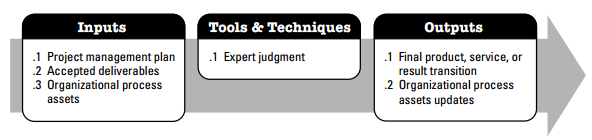 Inputs
.1 Project management plan
.2 Accepted deliverables
.3 Organizational process
assets
Tools & Techniques
.1 Expert judgment
Outputs
.1 Final product, service, or
result transition
.2 Organizational process
assets updates